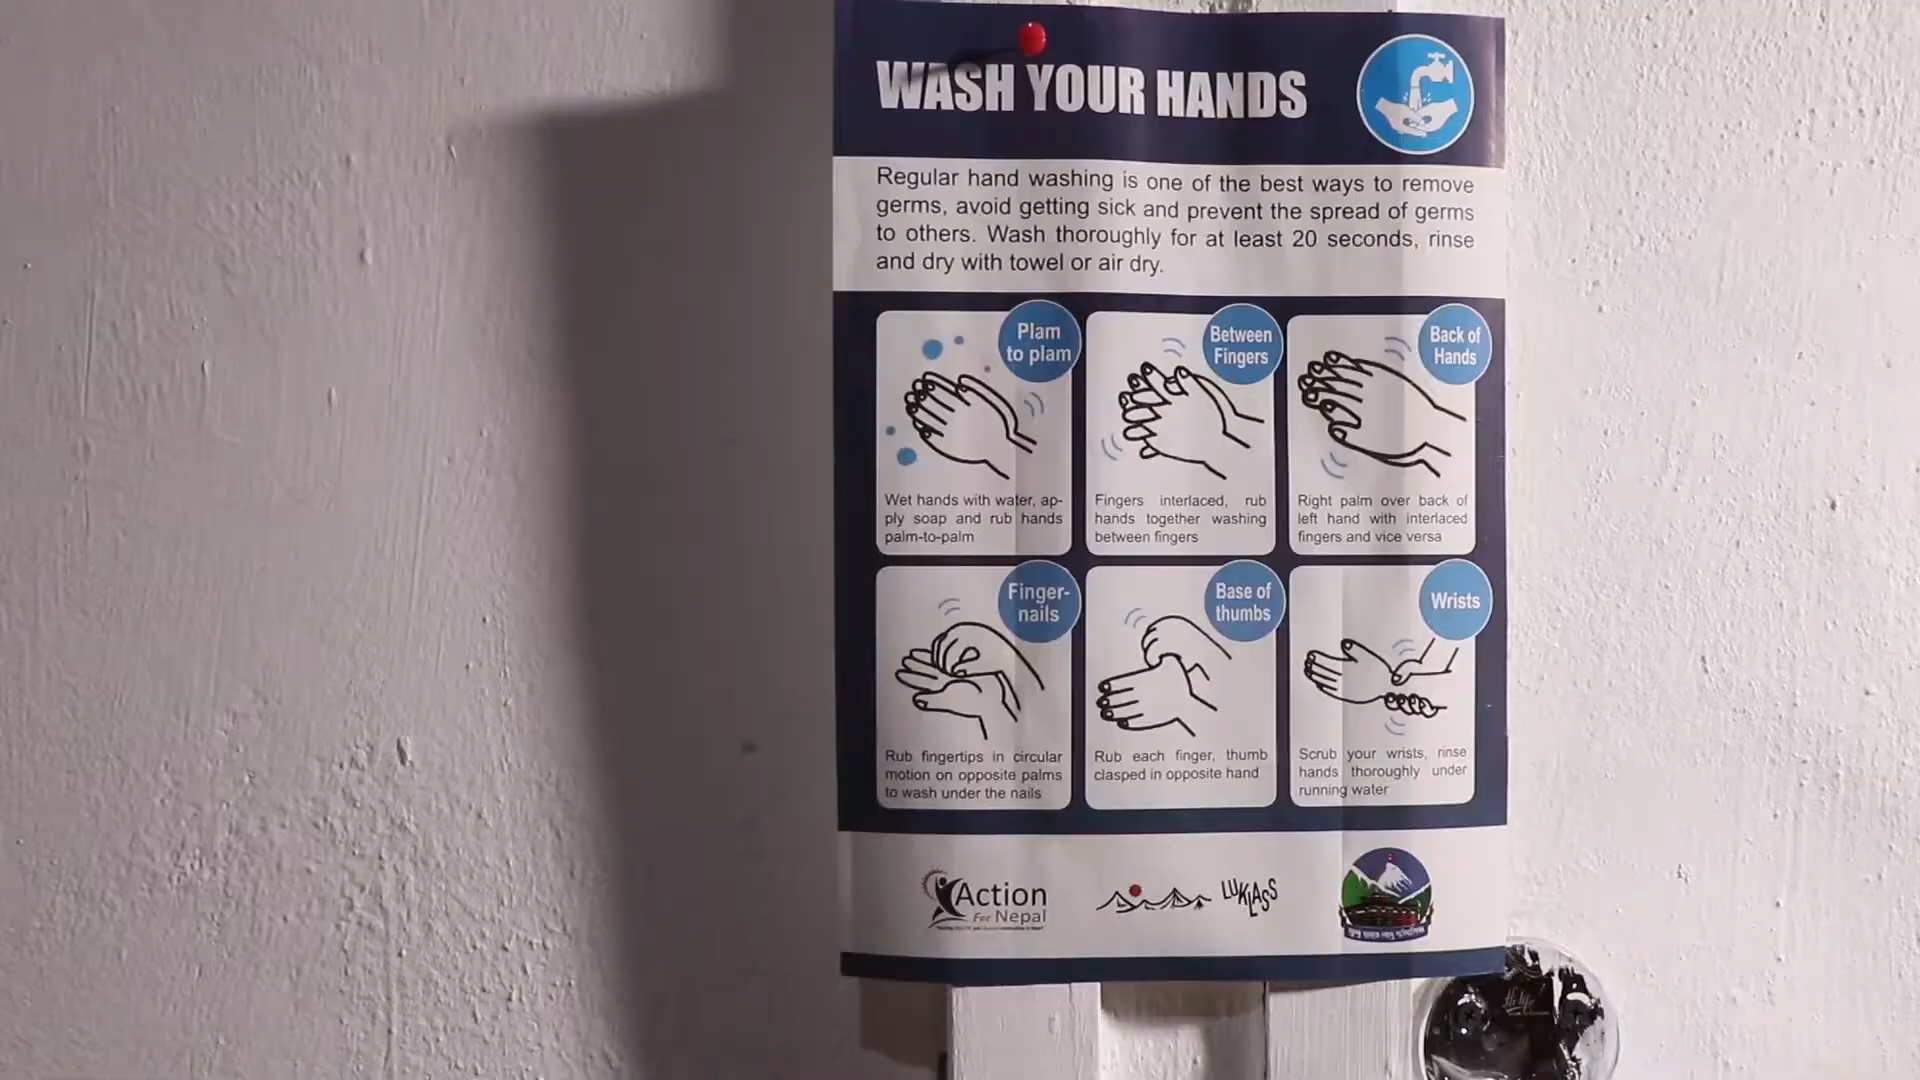 WASH YOUR HANDS
Regular hand washing is one of the best ways to remove
germs, avoid getting sick and prevent the spread of germs
to others. Wash thoroughly for at least 20 seconds, rinse
and dry with towel or air dry.
Plam
to plam
Wet hands with water, ap-
ply soap and rub hands
palm-to-palm
Between
Fingers
Fingers interlaced, rub
hands together washing
between fingers
Back of
Hands
Right palm over back of
left hand with interlaced
fingers and vice versa
Finger-
nails
Rub fingertips in circular
motion on opposite palms
to wash under the nails
Base of
thumbs
Rub each finger, thumb
clasped in opposite hand
Wrists
Scrub your wrists, rinse
hands thoroughly under
running water
Action
For Nepal
LUKLASS